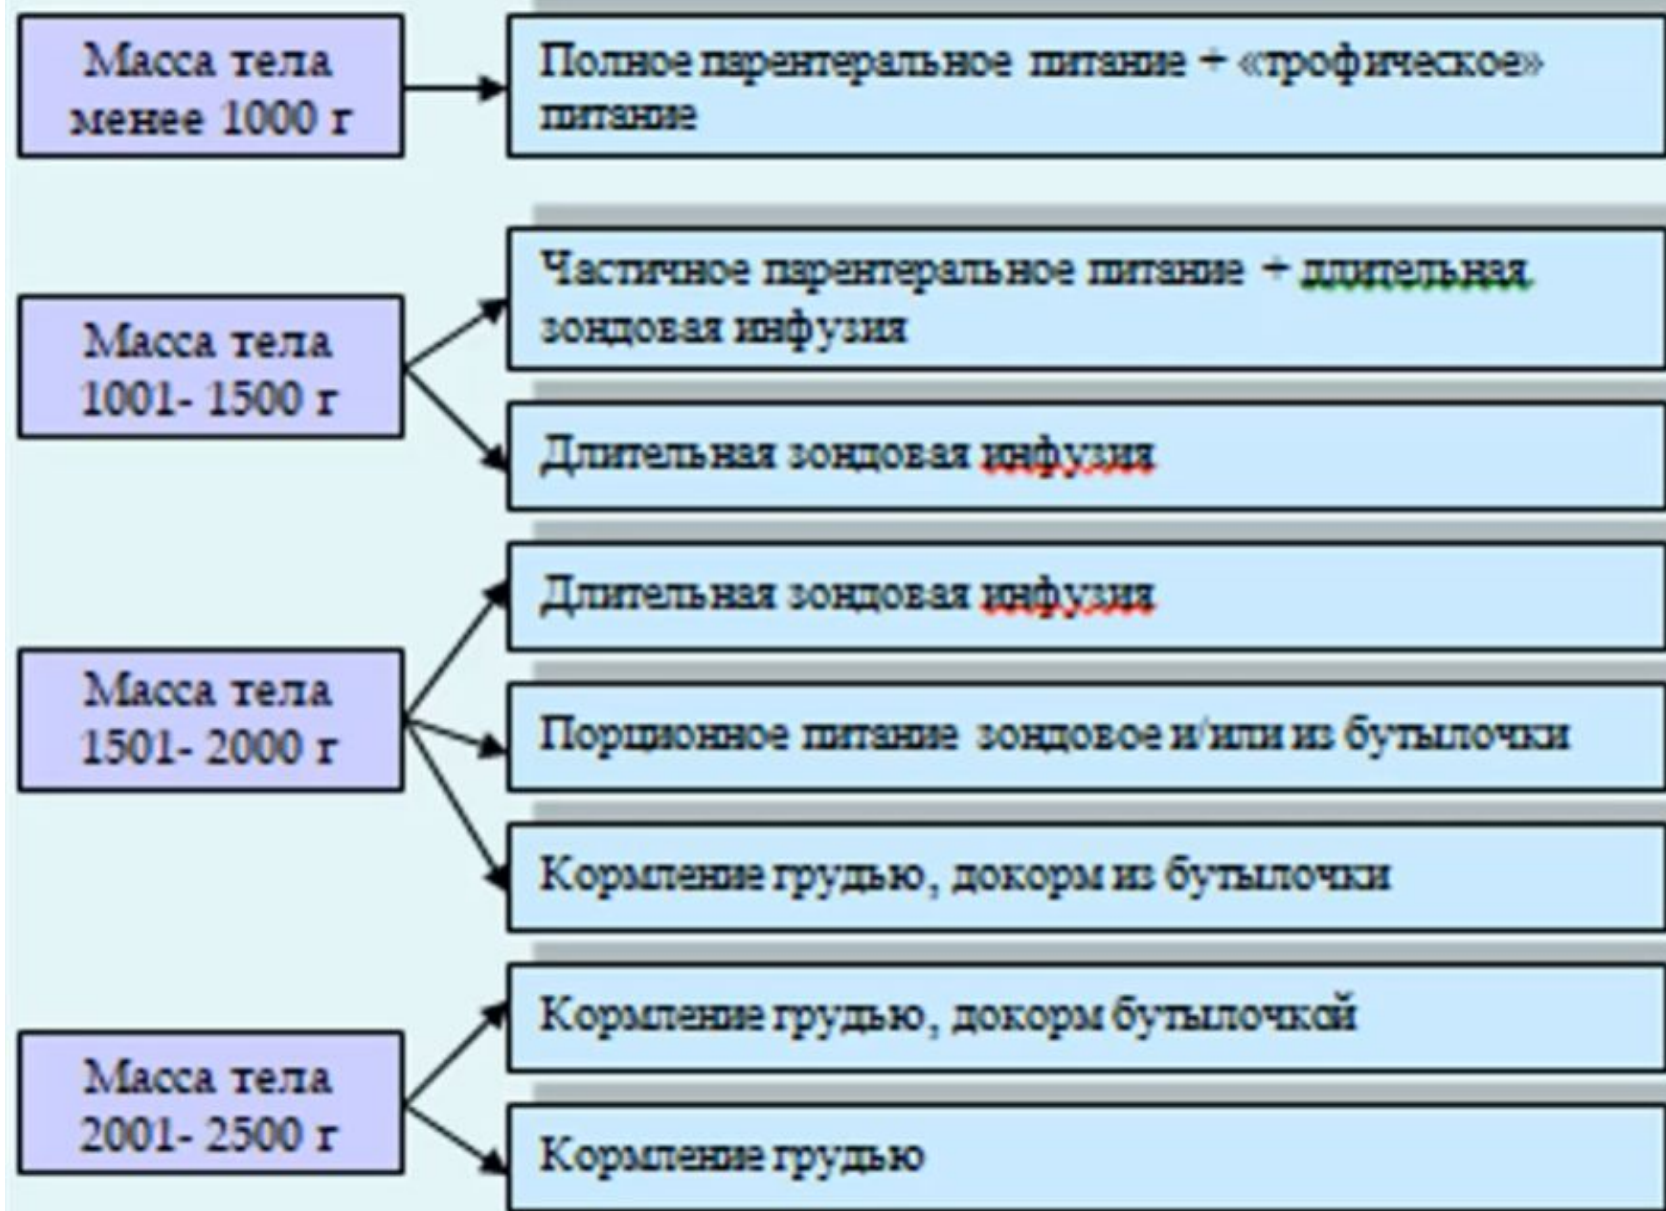 Масса тела
менее 1000 г
Полное парентеральное питание + «трофическое»
питание
Масса тела
1001- 1500 г
Частичное парентеральное питание + длительная
зондовая инфузия
Длительная зондовая инфузия
Масса тела
1501- 2000 г
Длительная зондовая инфузия
Порционное питание зондовое и/или из бутылочки
Кормление грудью, докорм из бутылочки
Масса тела
2001- 2500 г
Кормление грудью, докорм бутылочкой
Кормление грудью